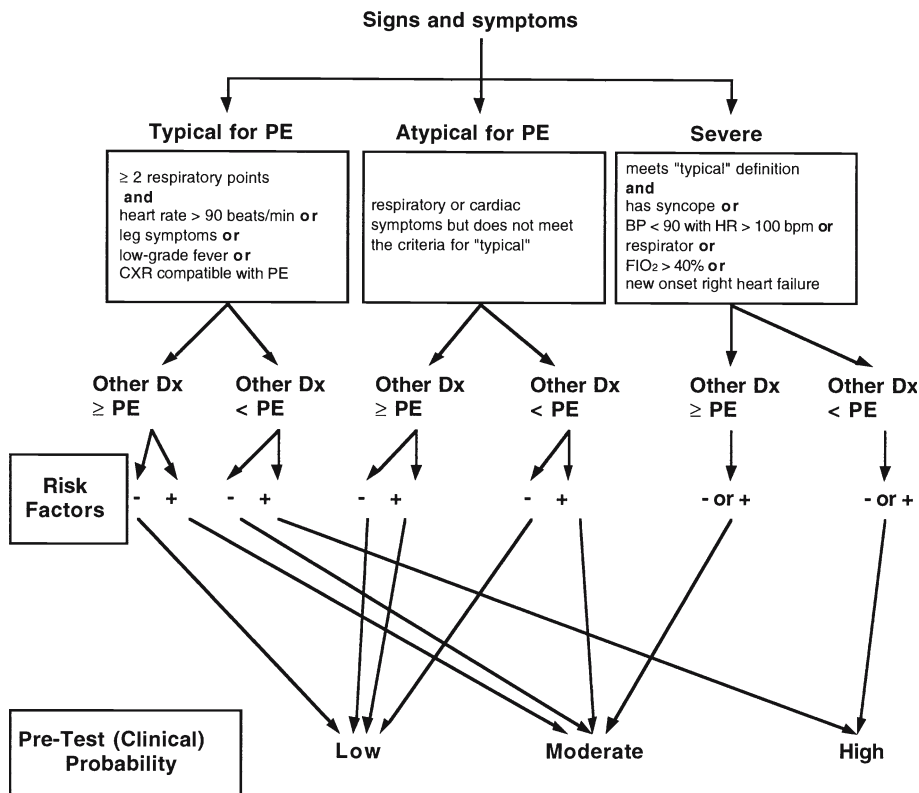 Signs and symptoms
Typical for PE
≥ 2 respiratory points
and
heart rate > 90 beats/min or
leg symptoms or
low-grade fever or
CXR compatible with PE
Atypical for PE
respiratory or cardiac
symptoms but does not meet
the criteria for "typical"
Severe
meets "typical" definition
and
has syncope or
BP < 90 with HR > 100 bpm or
respirator or
FIO2 > 40% or
new onset right heart failure
Other Dx
≥ PE
Other Dx
< PE
Other Dx
≥ PE
Other Dx
< PE
Other Dx
≥ PE
Other Dx
< PE
Risk
Factors
- + - + - + - + - or + - or +
Pre-Test (Clinical)
Probability
Low Moderate High